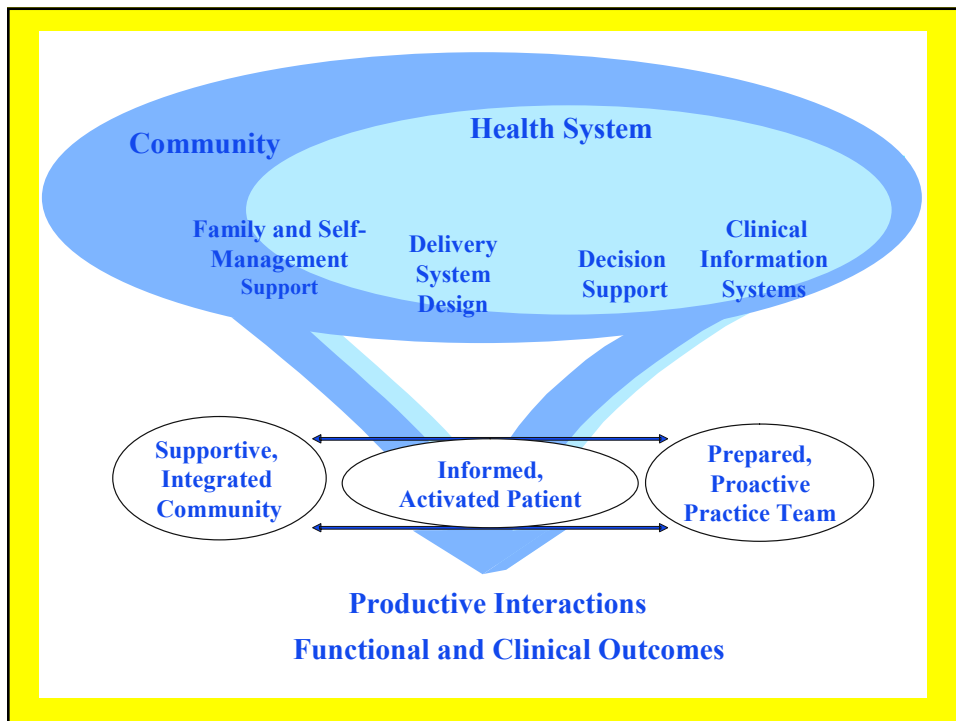 Community
Health System
Family and Self-
Management
Support
Delivery
System
Design
Decision
Support
Clinical
Information
Systems
Supportive,
Integrated
Community
Informed,
Activated Patient
Prepared,
Proactive
Practice Team
Productive Interactions
Functional and Clinical Outcomes